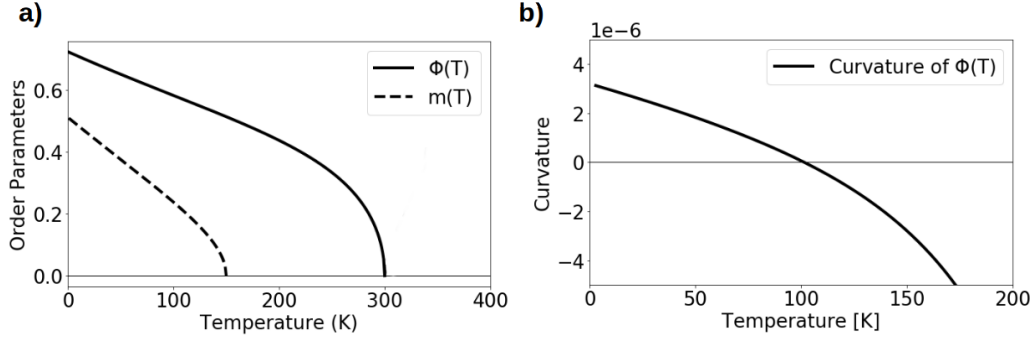 a)
Order Parameters
0.6
0.4
0.2
0.0
Φ(T)
m(T)
0 100 200 300 400
Temperature (K)
b)
1e−6
Curvature
4
2
0
−2
−4
Curvature of Φ(T)
0 50 100 150 200
Temperature [K]